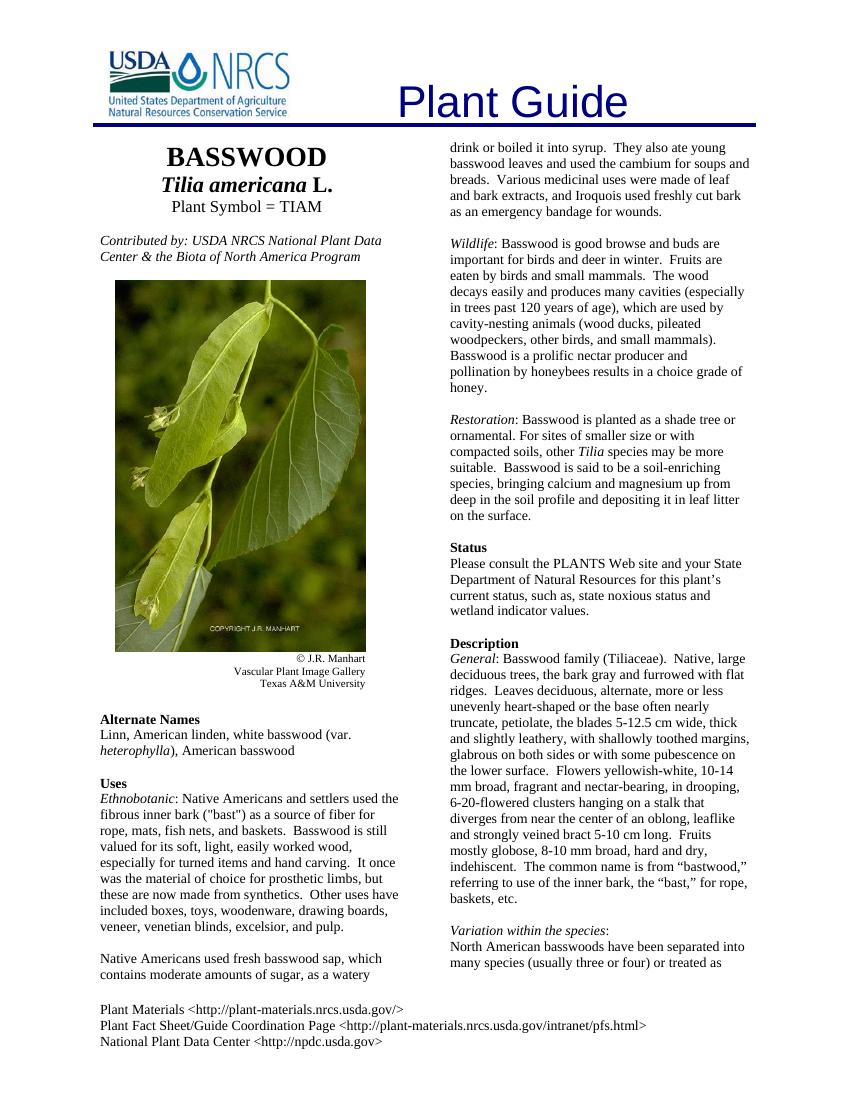 USDA NRCS
United States Department of Agriculture
Natural Resources Conservation Service
Plant Guide
BASSWOOD
Tilia americana L.
Plant Symbol = TIAM
Contributed by: USDA NRCS National Plant Data
Center & the Biota of North America Program
COPYRIGHT J.R. MANHART
© J.R. Manhart
Vascular Plant Image Gallery
Texas A&M University
Alternate Names
Linn, American linden, white basswood (var.
heterophylla), American basswood
Uses
Ethnobotanic: Native Americans and settlers used the
fibrous inner bark ("bast") as a source of fiber for
rope, mats, fish nets, and baskets.  Basswood is still
valued for its soft, light, easily worked wood,
especially for turned items and hand carving.  It once
was the material of choice for prosthetic limbs, but
these are now made from synthetics.  Other uses have
included boxes, toys, woodenware, drawing boards,
veneer, venetian blinds, excelsior, and pulp.
Native Americans used fresh basswood sap, which
contains moderate amounts of sugar, as a watery
drink or boiled it into syrup.  They also ate young
basswood leaves and used the cambium for soups and
breads.  Various medicinal uses were made of leaf
and bark extracts, and Iroquois used freshly cut bark
as an emergency bandage for wounds.
Wildlife: Basswood is good browse and buds are
important for birds and deer in winter.  Fruits are
eaten by birds and small mammals.  The wood
decays easily and produces many cavities (especially
in trees past 120 years of age), which are used by
cavity-nesting animals (wood ducks, pileated
woodpeckers, other birds, and small mammals).
Basswood is a prolific nectar producer and
pollination by honeybees results in a choice grade of
honey.
Restoration: Basswood is planted as a shade tree or
ornamental. For sites of smaller size or with
compacted soils, other Tilia species may be more
suitable.  Basswood is said to be a soil-enriching
species, bringing calcium and magnesium up from
deep in the soil profile and depositing it in leaf litter
on the surface.
Status
Please consult the PLANTS Web site and your State
Department of Natural Resources for this plant’s
current status, such as, state noxious status and
wetland indicator values.
Description
General: Basswood family (Tiliaceae).  Native, large
deciduous trees, the bark gray and furrowed with flat
ridges.  Leaves deciduous, alternate, more or less
unevenly heart-shaped or the base often nearly
truncate, petiolate, the blades 5-12.5 cm wide, thick
and slightly leathery, with shallowly toothed margins,
glabrous on both sides or with some pubescence on
the lower surface.  Flowers yellowish-white, 10-14
mm broad, fragrant and nectar-bearing, in drooping,
6-20-flowered clusters hanging on a stalk that
diverges from near the center of an oblong, leaflike
and strongly veined bract 5-10 cm long.  Fruits
mostly globose, 8-10 mm broad, hard and dry,
indehiscent.  The common name is from “bastwood,”
referring to use of the inner bark, the “bast,” for rope,
baskets, etc.
Variation within the species:
North American basswoods have been separated into
many species (usually three or four) or treated as
Plant Materials <http://plant-materials.nrcs.usda.gov/>
Plant Fact Sheet/Guide Coordination Page <http://plant-materials.nrcs.usda.gov/intranet/pfs.html>
National Plant Data Center <http://npdc.usda.gov>